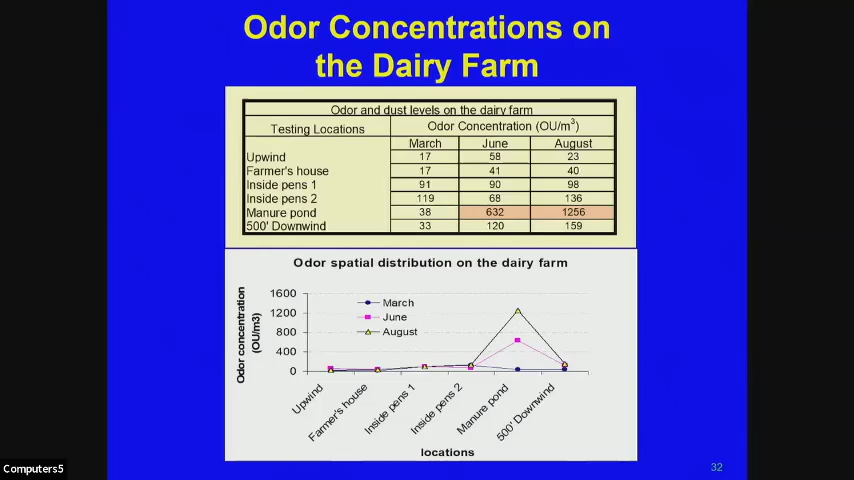 Odor Concentrations on
the Dairy Farm
Odor and dust levels on the dairy farm
Testing Locations Odor Concentration (OU/m³)
March June August
Upwind 17 58 23
Farmer's house 17 41 40
Inside pens 1 91 90 98
Inside pens 2 119 68 136
Manure pond 38 632 1256
500' Downwind 33 120 159
Odor spatial distribution on the dairy farm
Odor concentration
(OU/m3)
1600
1200
800
400
0
March
June
August
Upwind
Farmer's house
Inside pens 1
Inside pens 2
Manure pond
500' Downwind
locations
32
Computers5